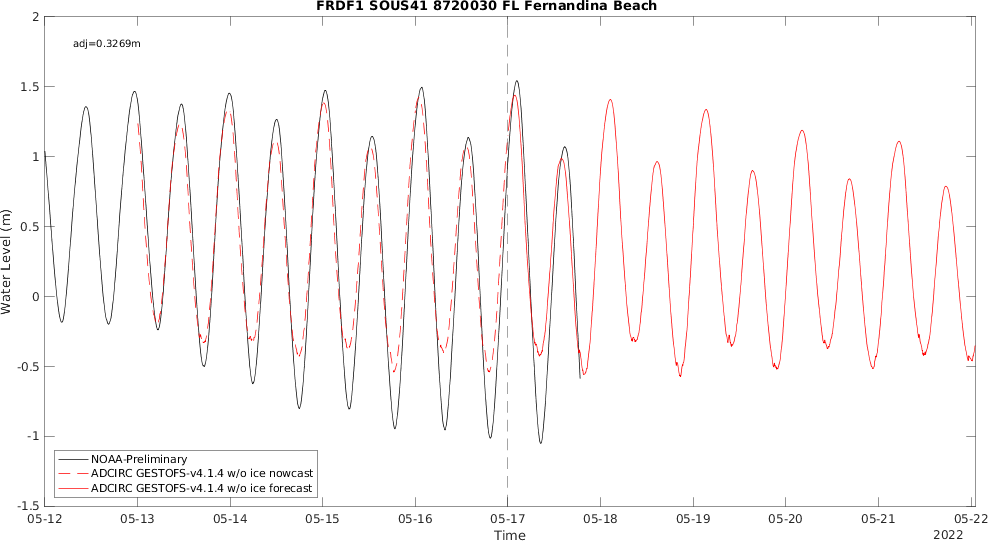 FRDF1 SOUS41 8720030 FL Fernandina Beach
2
adj=0.3269m
1.5
1
0.5
0
-0.5
-1
-1.5
Water Level (m)
NOAA-Preliminary
ADCIRC GESTOFS-v4.1.4 w/o ice nowcast
ADCIRC GESTOFS-v4.1.4 w/o ice forecast
05-12 05-13 05-14 05-15 05-16 05-17 05-18 05-19 05-20 05-21 05-22
Time
2022